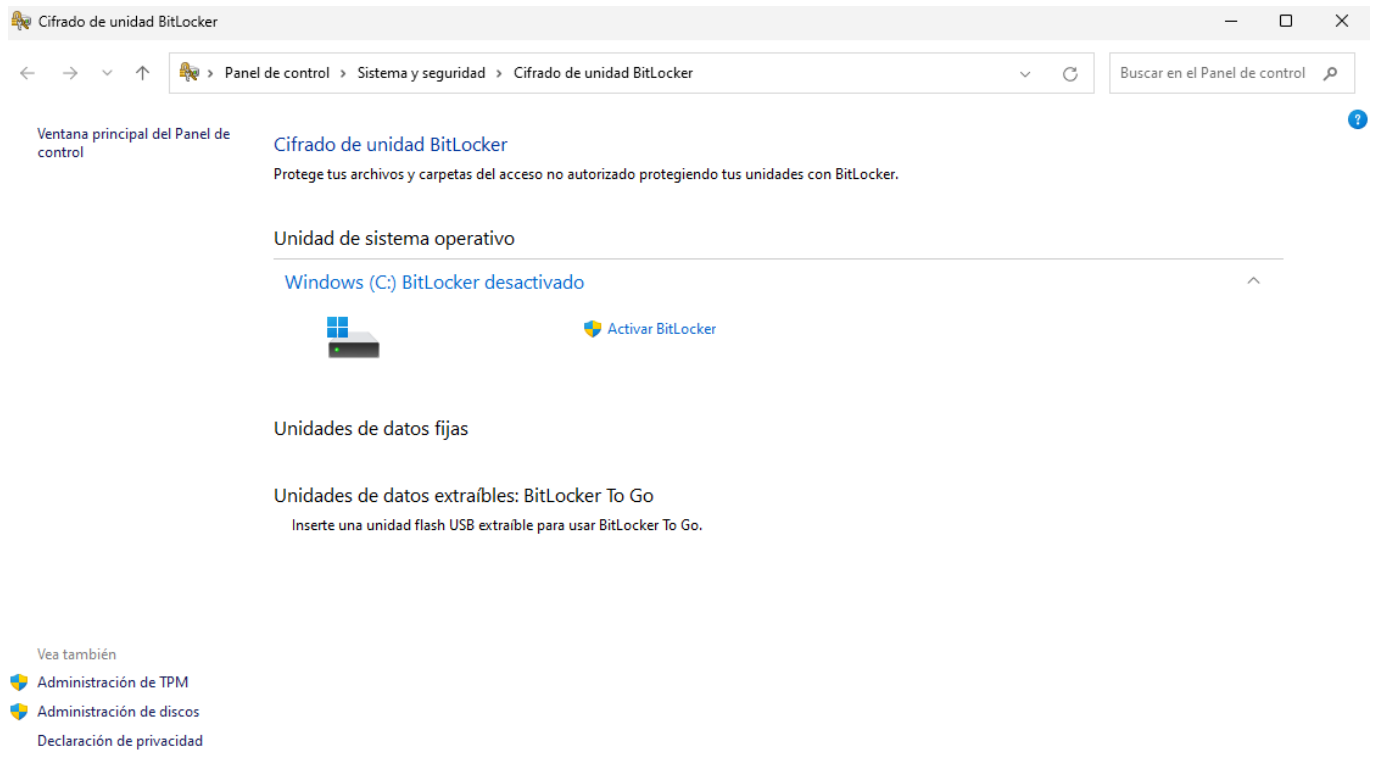 Cifrado de unidad BitLocker
Panel de control > Sistema y seguridad > Cifrado de unidad BitLocker
Buscar en el Panel de control
Ventana principal del Panel de
control
Cifrado de unidad BitLocker
Protege tus archivos y carpetas del acceso no autorizado protegiendo tus unidades con BitLocker.
Unidad de sistema operativo
Windows (C:) BitLocker desactivado
Activar BitLocker
Unidades de datos fijas
Unidades de datos extraíbles: BitLocker To Go
Inserte una unidad flash USB extraíble para usar BitLocker To Go.
Vea también
Administración de TPM
Administración de discos
Declaración de privacidad